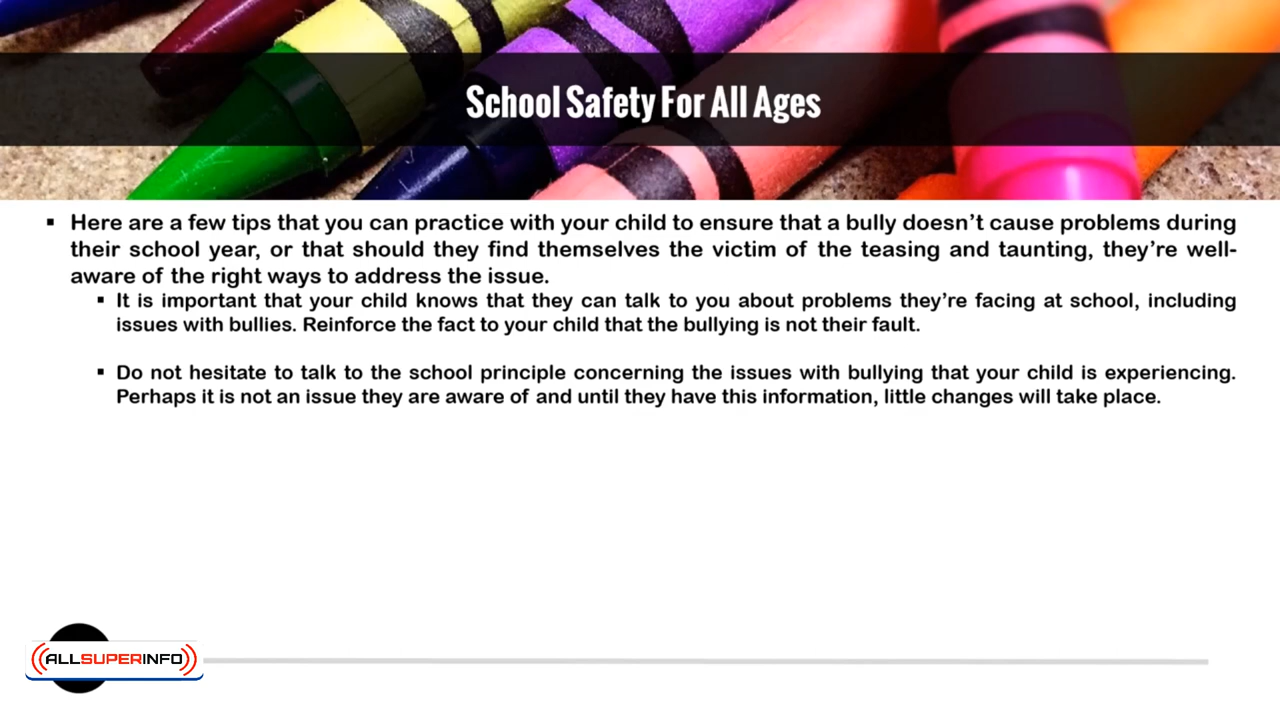 School Safety For All Ages
▪ Here are a few tips that you can practice with your child to ensure that a bully doesn’t cause problems during
their school year, or that should they find themselves the victim of the teasing and taunting, they’re well-
aware of the right ways to address the issue.
▪ It is important that your child knows that they can talk to you about problems they’re facing at school, including
issues with bullies. Reinforce the fact to your child that the bullying is not their fault.
▪ Do not hesitate to talk to the school principle concerning the issues with bullying that your child is experiencing.
Perhaps it is not an issue they are aware of and until they have this information, little changes will take place.
ALLSUPERINFO